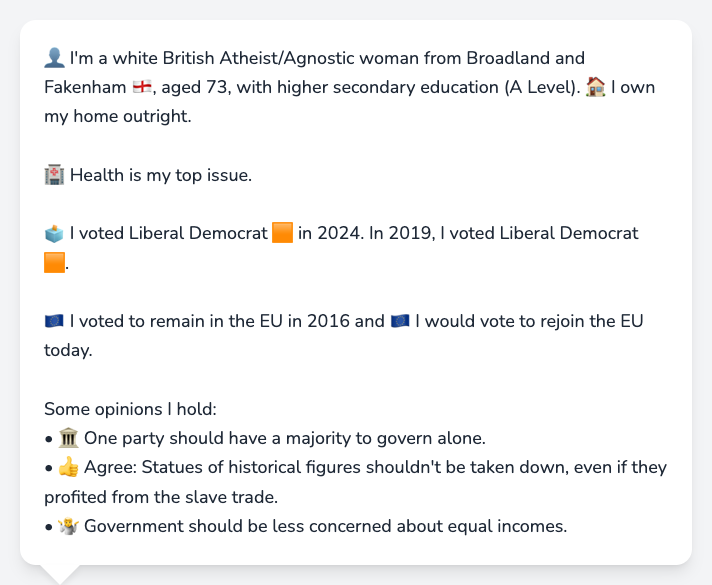 👤 I'm a white British Atheist/Agnostic woman from Broadland and
Fakenham 🏴󠁧󠁢󠁥󠁮󠁧󠁿, aged 73, with higher secondary education (A Level). 🏠 I own
my home outright.
🏥 Health is my top issue.
🗳️ I voted Liberal Democrat 🟧 in 2024. In 2019, I voted Liberal Democrat
🟧.
🇪🇺 I voted to remain in the EU in 2016 and 🇪🇺 I would vote to rejoin the EU
today.
Some opinions I hold:
• 🏛️ One party should have a majority to govern alone.
• 👍 Agree: Statues of historical figures shouldn't be taken down, even if they
profited from the slave trade.
• 🤷 Government should be less concerned about equal incomes.